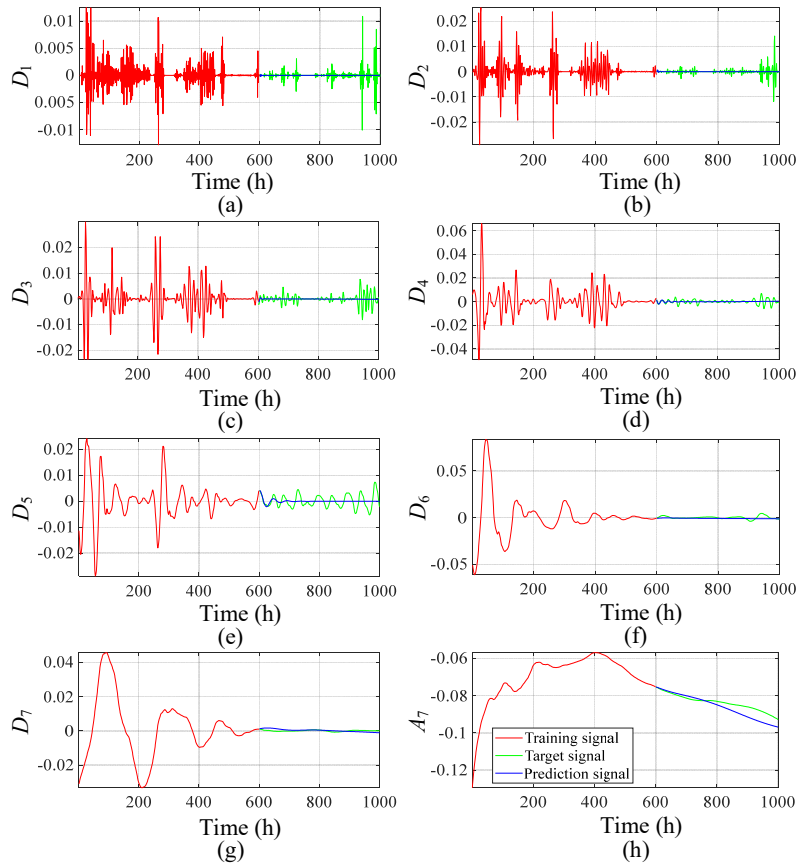 0.01
0.005
0
0.005
-0.01
D1
200 400 600 800 1000
Time (h)
(a)
0.02
0.01
0
-0.01
-0.02
D2
200 400 600 800 1000
Time (h)
(b)
0.02
0.01
0
-0.01
-0.02
D3
200 400 600 800 1000
Time (h)
(c)
0.06
0.04
0.02
0
-0.02
-0.04
D4
200 400 600 800 1000
Time (h)
(d)
0.02
0.01
0
-0.01
-0.02
D5
200 400 600 800 1000
Time (h)
(e)
0.05
0
-0.05
D6
200 400 600 800 1000
Time (h)
(f)
0.04
0.02
0
-0.02
D7
200 400 600 800 1000
Time (h)
(g)
-0.06
-0.08
-0.1
-0.12
A7
Training signal
Target signal
Prediction signal
200 400 600 800 1000
Time (h)
(h)